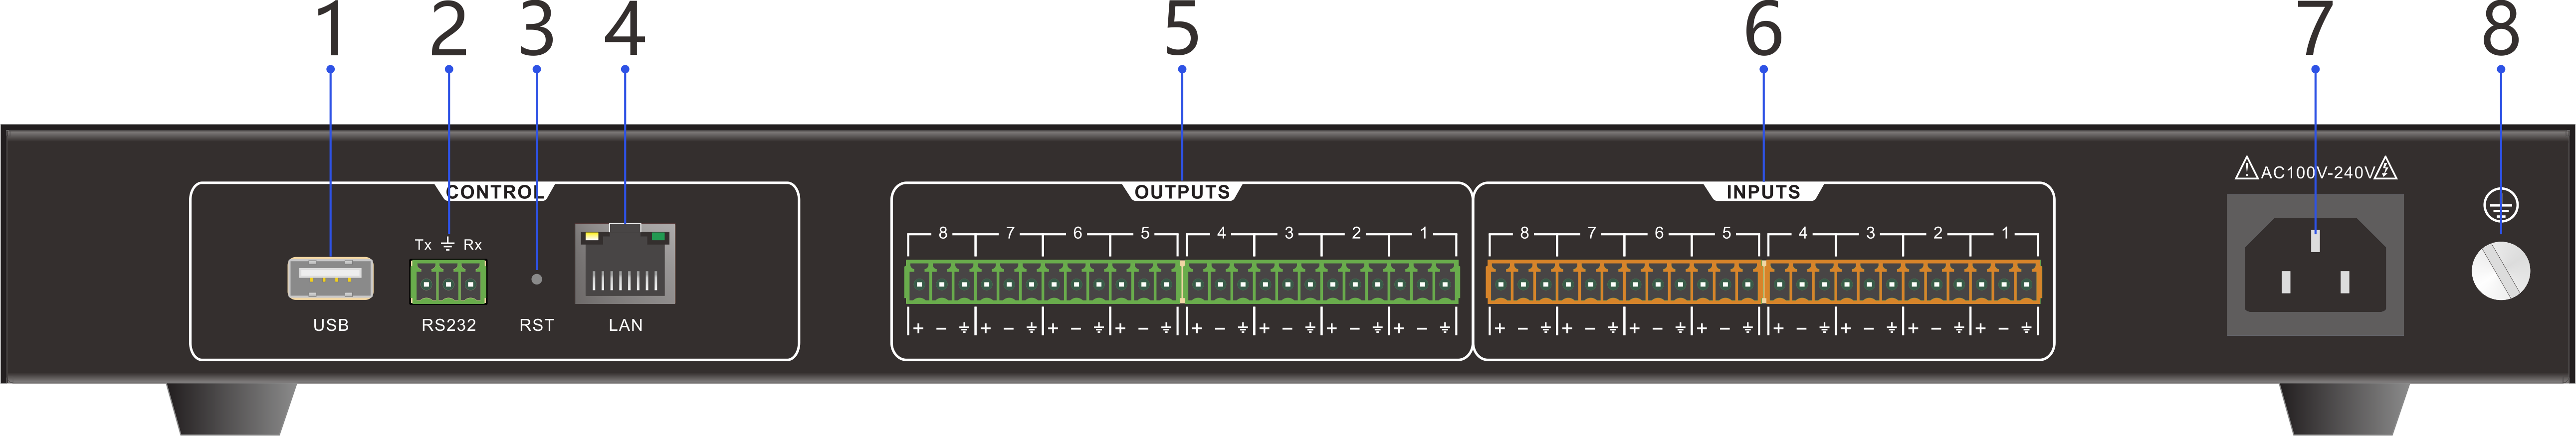 1 2 3 4 5 6 7 8
CONTROL OUTPUTS INPUTS
AC100V-240V
Tx Rx
8 7 6 5 4 3 2 1
8 7 6 5 4 3 2 1
USB RS232 RST LAN
+ − + − + − + − + − + − + − + −
+ − + − + − + − + − + − + − + −